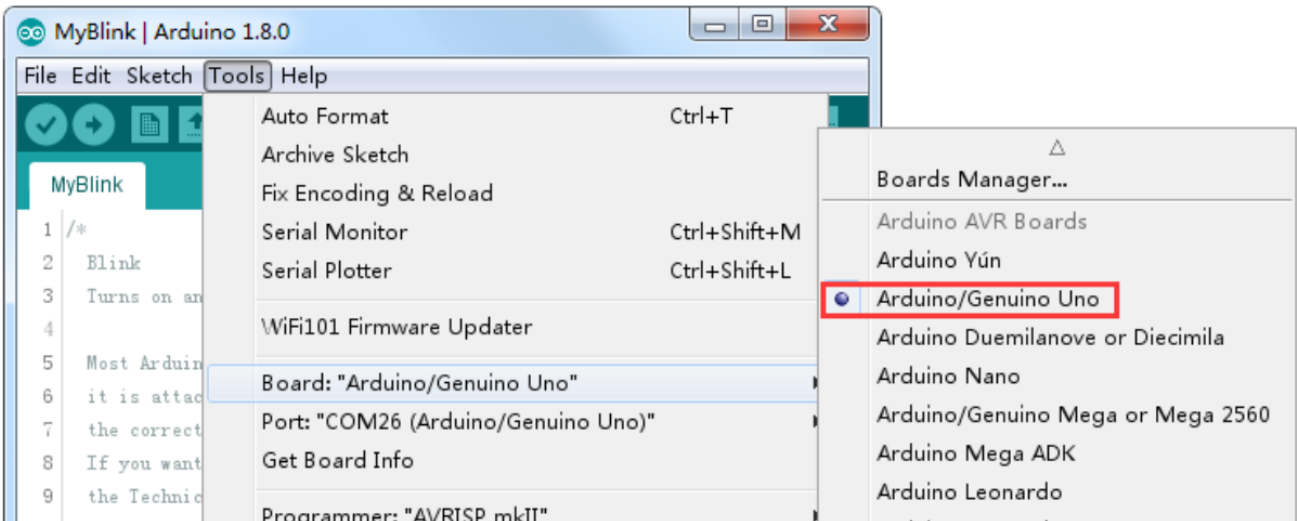 MyBlink | Arduino 1.8.0
File Edit Sketch Tools Help
MyBlink
1 /*
2 Blink
3 Turns on an
4
5 Most Arduin
6 it is attac
7 the correct
8 If you want
9 the Technic
Auto Format Ctrl+T
Archive Sketch
Fix Encoding & Reload
Serial Monitor Ctrl+Shift+M
Serial Plotter Ctrl+Shift+L
WiFi101 Firmware Updater
Board: "Arduino/Genuino Uno"
Port: "COM26 (Arduino/Genuino Uno)"
Get Board Info
Programmer: "AVRISP mkII"
Boards Manager...
Arduino AVR Boards
Arduino Yún
Arduino/Genuino Uno
Arduino Duemilanove or Diecimila
Arduino Nano
Arduino/Genuino Mega or Mega 2560
Arduino Mega ADK
Arduino Leonardo